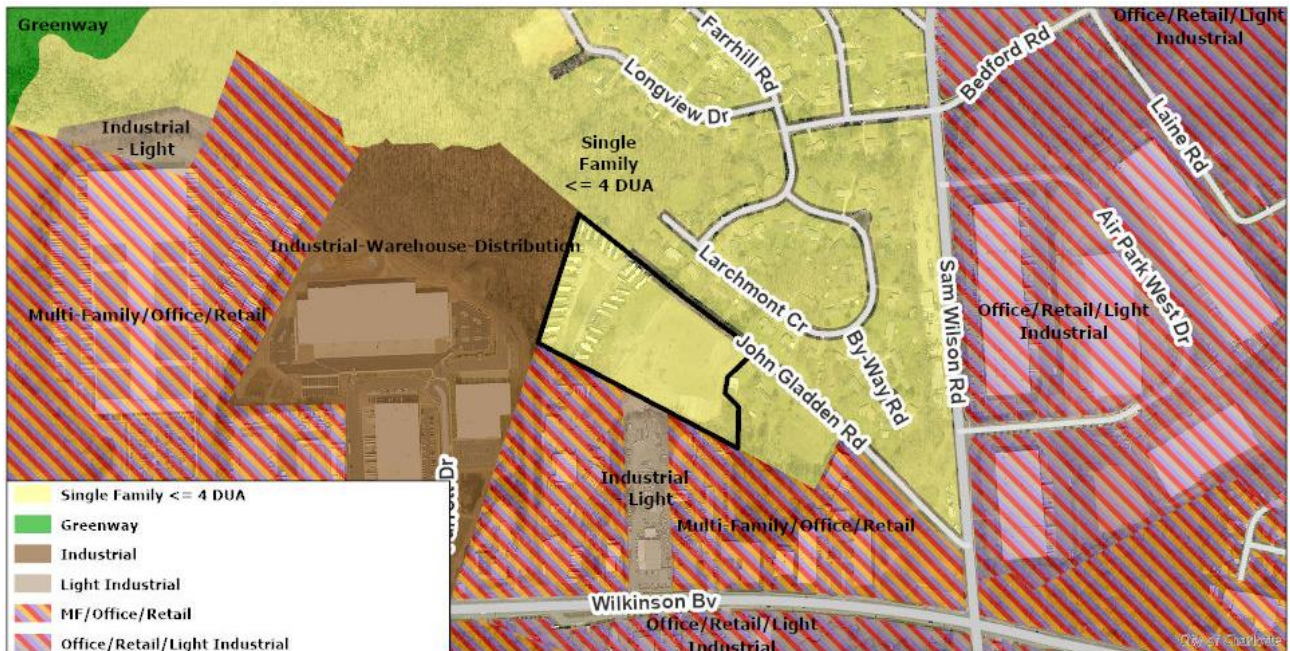 Greenway
Office/Retail/Light
Industrial
Farrhill Rd
Bedford Rd
Longview Dr
Laine Rd
Industrial
- Light
Single
Family
<= 4 DUA
Industrial-Warehouse-Distribution
Air Park West Dr
Larchmont Cr
Sam Wilson Rd
Multi-Family/Office/Retail
Office/Retail/Light
Industrial
John Gladden Rd
By-Way Rd
Industrial
- Light
Multi-Family/Office/Retail
Wilkinson Bv
Office/Retail/Light
Industrial
Single Family <= 4 DUA
Greenway
Industrial
Light Industrial
MF/Office/Retail
Office/Retail/Light Industrial
City of Charlotte